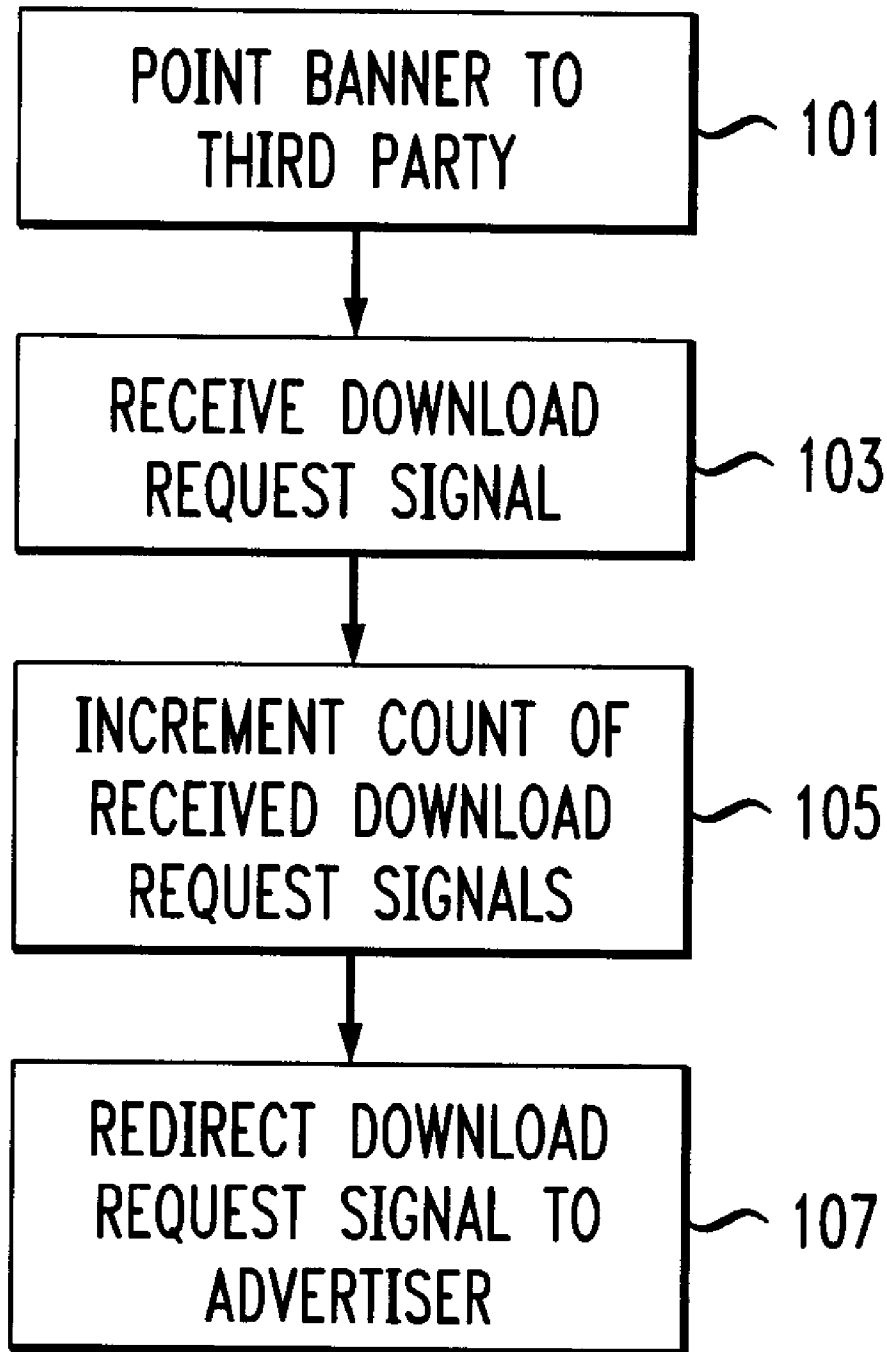 POINT BANNER TO
THIRD PARTY
101
RECEIVE DOWNLOAD
REQUEST SIGNAL
103
INCREMENT COUNT OF
RECEIVED DOWNLOAD
REQUEST SIGNALS
105
REDIRECT DOWNLOAD
REQUEST SIGNAL TO
ADVERTISER
107